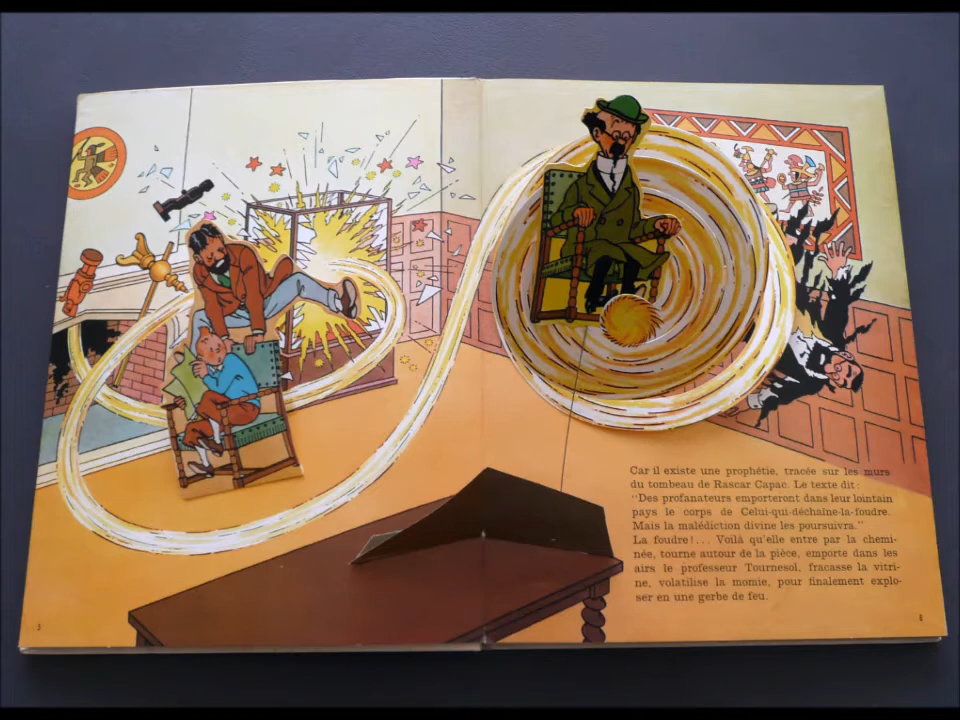 Car il existe une prophétie, tracée sur les murs
du tombeau de Rascar Capac. Le texte dit:
"Des profanateurs emporteront dans leur lointain
pays le corps de Celui-qui-déchaîne-la-foudre.
Mais la malédiction divine les poursuivra."
La foudre!... Voilà qu'elle entre par la chemi-
née, tourne autour de la pièce, emporte dans les
airs le professeur Tournesol, fracasse la vitri-
ne, volatilise la momie, pour finalement explo-
ser en une gerbe de feu.